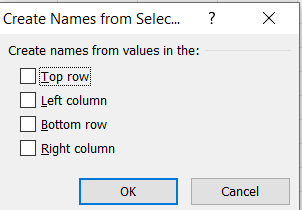 Create Names from Selec... ? ×
Create names from values in the:
Top row
Left column
Bottom row
Right column
OK Cancel